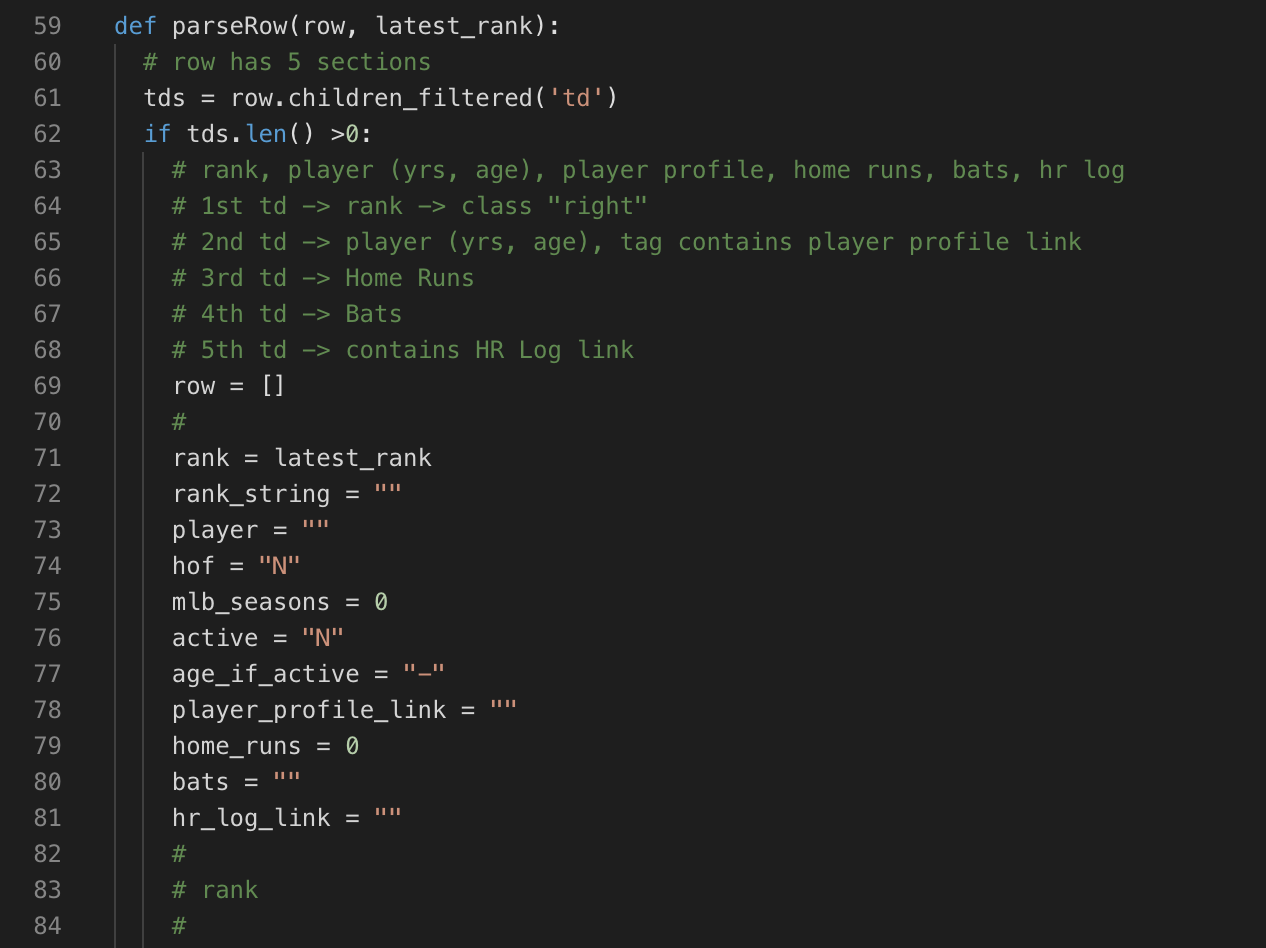 59 def parseRow(row, latest_rank):
60 # row has 5 sections
61 tds = row.children_filtered('td')
62 if tds.len() >0:
63 # rank, player (yrs, age), player profile, home runs, bats, hr log
64 # 1st td -> rank -> class "right"
65 # 2nd td -> player (yrs, age), tag contains player profile link
66 # 3rd td -> Home Runs
67 # 4th td -> Bats
68 # 5th td -> contains HR Log link
69 row = []
70 #
71 rank = latest_rank
72 rank_string = ""
73 player = ""
74 hof = "N"
75 mlb_seasons = 0
76 active = "N"
77 age_if_active = "-"
78 player_profile_link = ""
79 home_runs = 0
80 bats = ""
81 hr_log_link = ""
82 #
83 # rank
84 #